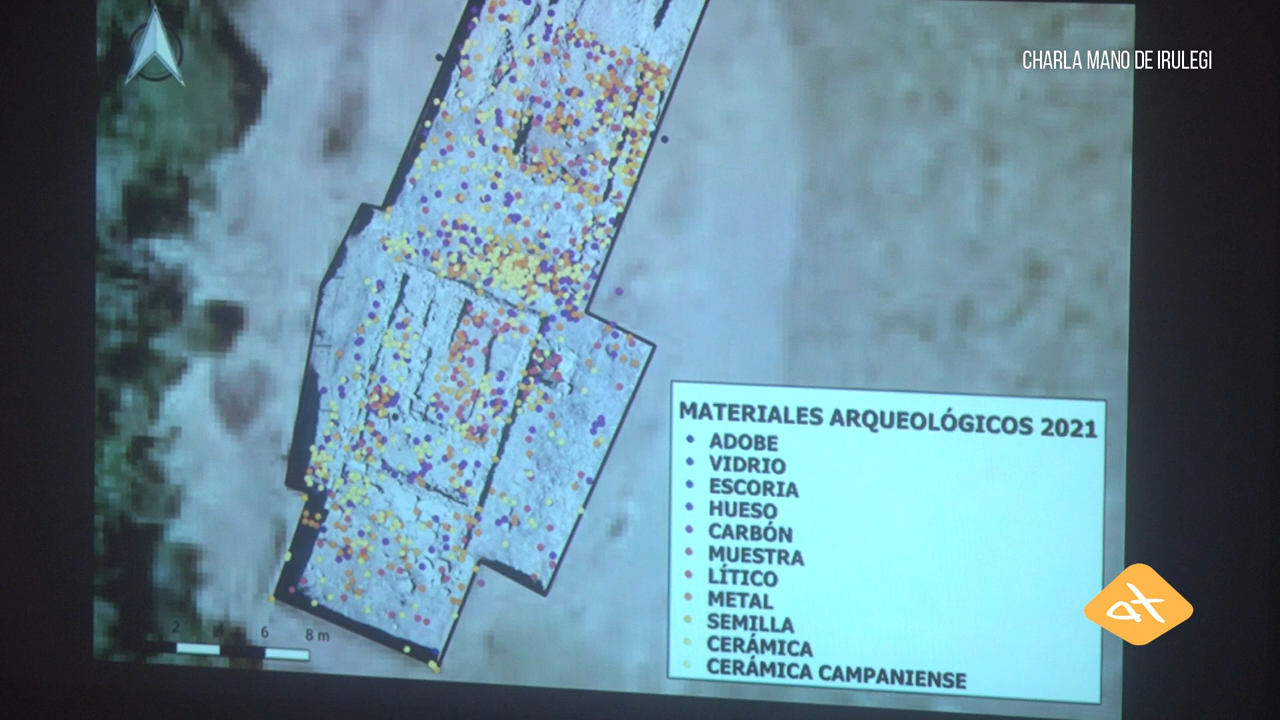 CHARLA MANO DE IRULEGI
MATERIALES ARQUEOLÓGICOS 2021
ADOBE
VIDRIO
ESCORIA
HUESO
CARBÓN
MUESTRA
LÍTICO
METAL
SEMILLA
CERÁMICA
CERÁMICA CAMPANIENSE
2 6 8 m